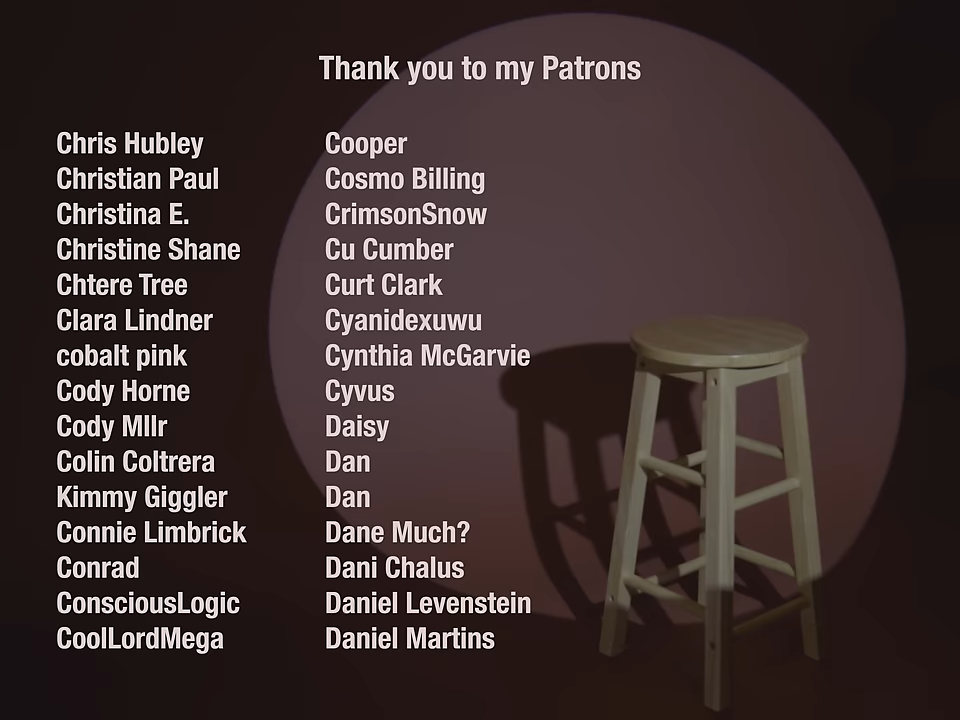 Thank you to my Patrons
Chris Hubley
Christian Paul
Christina E.
Christine Shane
Chtere Tree
Clara Lindner
cobalt pink
Cody Horne
Cody Mllr
Colin Coltrera
Kimmy Giggler
Connie Limbrick
Conrad
ConsciousLogic
CoolLordMega
Cooper
Cosmo Billing
CrimsonSnow
Cu Cumber
Curt Clark
Cyanidexuwu
Cynthia McGarvie
Cyvus
Daisy
Dan
Dan
Dane Much?
Dani Chalus
Daniel Levenstein
Daniel Martins